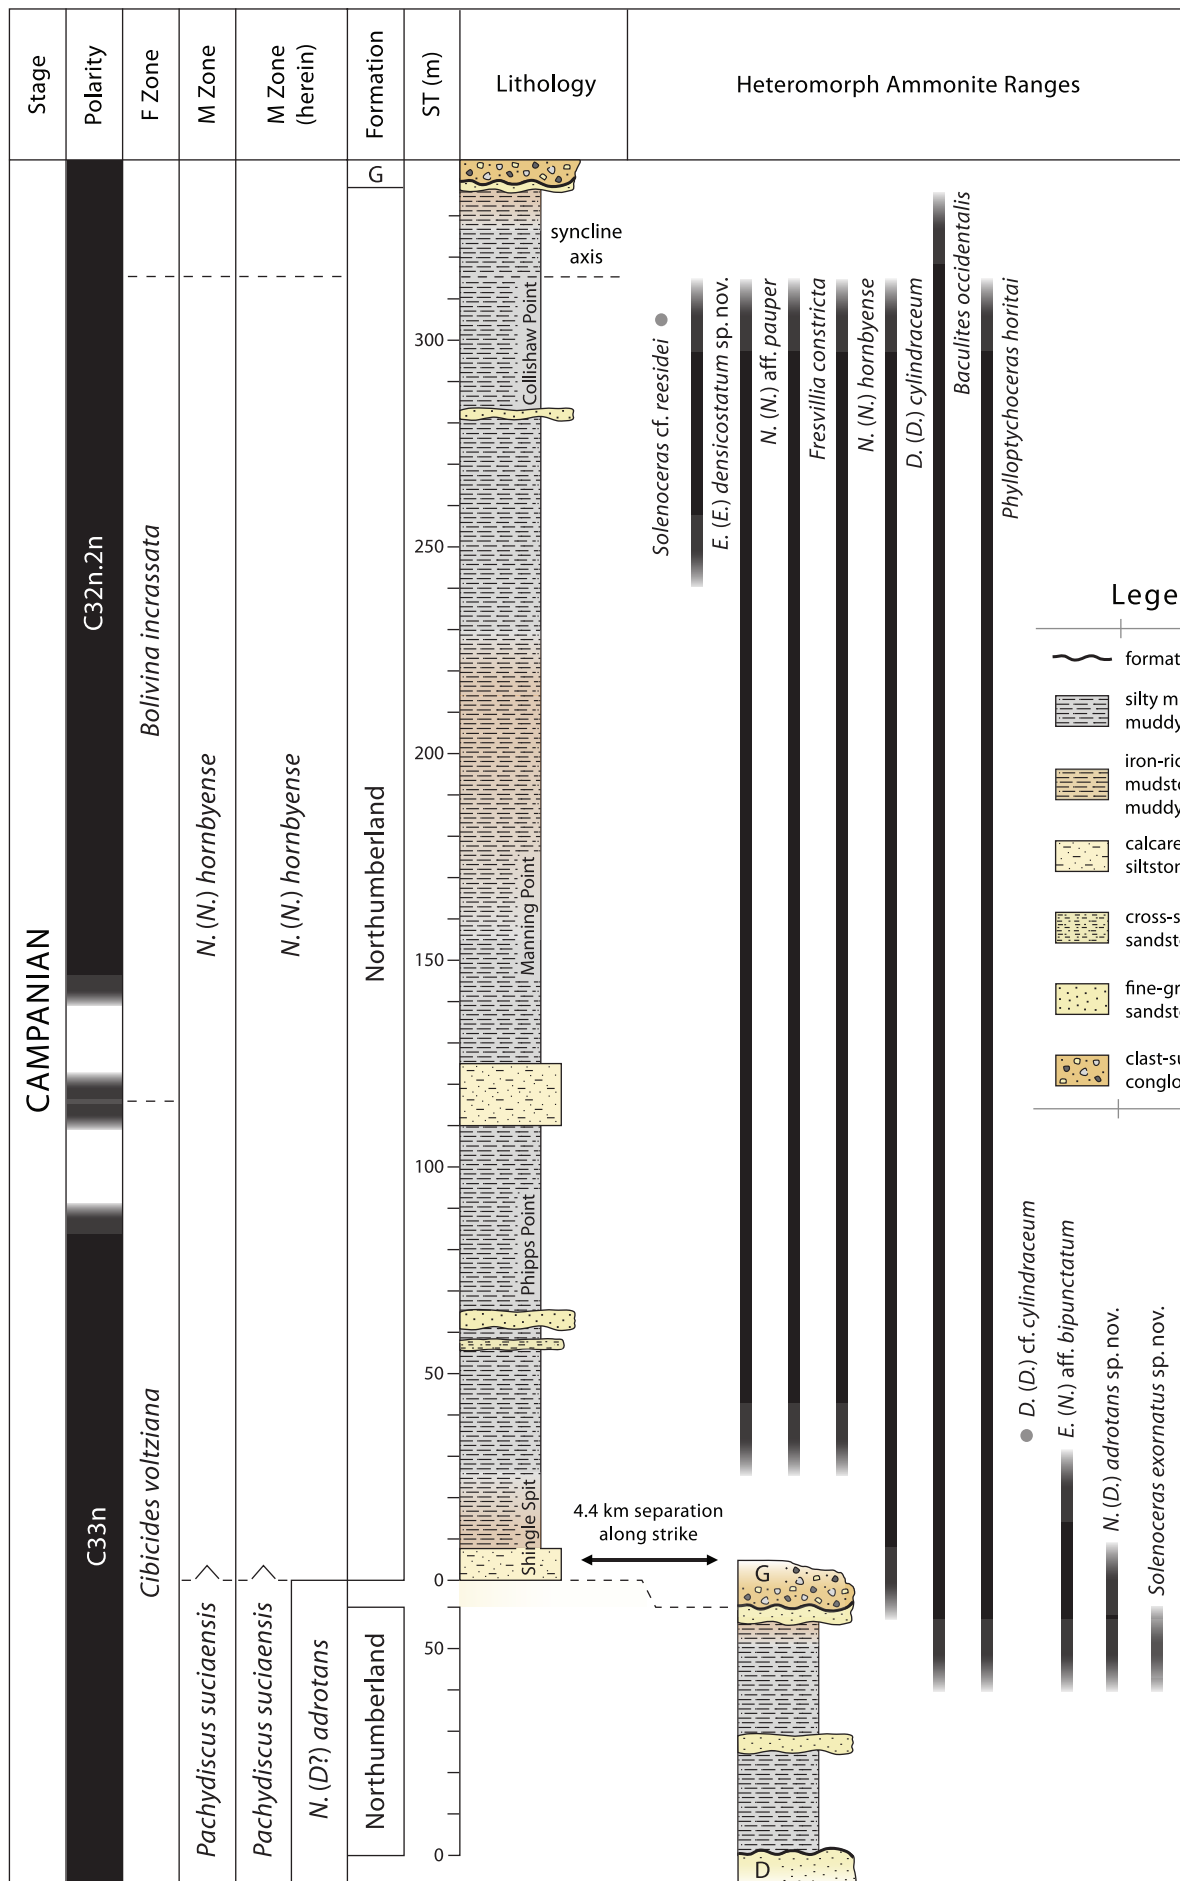 Stage
Polarity
F Zone
M Zone
M Zone
(herein)
Formation
ST (m)
Lithology
Heteromorph Ammonite Ranges
CAMPANIAN
C32n.2n
C33n
Bolivina incrassata
Cibicides voltziana
N. (N.) hornbyense
Pachydiscus suciaensis
N. (N.) hornbyense
Pachydiscus suciaensis
N. (D?) adrotans
G
Northumberland
Northumberland
300
250
200
150
100
50
0
50
0
syncline
axis
Collishaw Point
Manning Point
Phipps Point
Shingle Spit
4.4 km separation
along strike
G
D
Solenoceras cf. reesidei
E. (E.) densicostatum sp. nov.
N. (N.) aff. pauper
Fresvillia constricta
N. (N.) hornbyense
D. (D.) cylindraceum
Baculites occidentalis
Phylloptychoceras horitai
D. (D.) cf. cylindraceum
E. (N.) aff. bipunctatum
N. (D.) adrotans sp. nov.
Solenoceras exornatus sp. nov.
Lege
format
silty m
muddy
iron-ric
mudsto
muddy
calcare
siltston
cross-s
sandsto
fine-gr
sandsto
clast-su
conglo